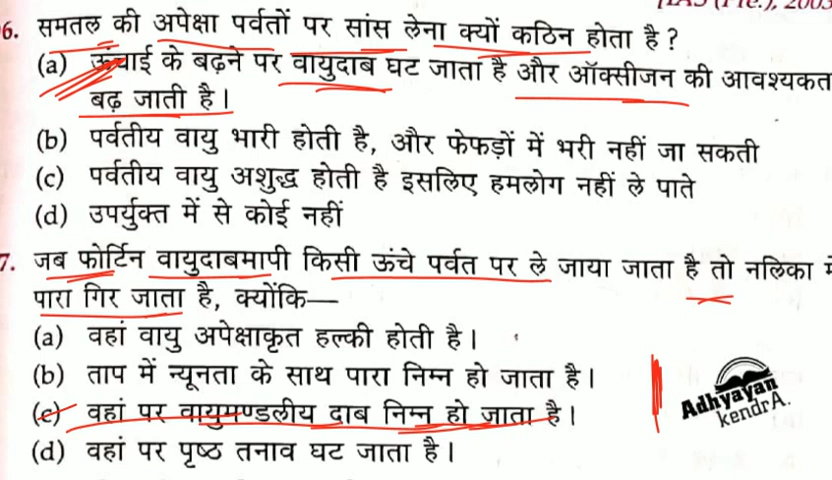 6. समतल की अपेक्षा पर्वतों पर सांस लेना क्यों कठिन होता है ?
(a) ऊंचाई के बढ़ने पर वायुदाब घट जाता है और ऑक्सीजन की आवश्यकत
बढ़ जाती है।
(b) पर्वतीय वायु भारी होती है, और फेफड़ों में भरी नहीं जा सकती
(c) पर्वतीय वायु अशुद्ध होती है इसलिए हमलोग नहीं ले पाते
(d) उपर्युक्त में से कोई नहीं
7. जब फोर्टिन वायुदाबमापी किसी ऊंचे पर्वत पर ले जाया जाता है तो नलिका में
पारा गिर जाता है, क्योंकि—
(a) वहां वायु अपेक्षाकृत हल्की होती है।
(b) ताप में न्यूनता के साथ पारा निम्न हो जाता है।
(c) वहां पर वायुमण्डलीय दाब निम्न हो जाता है।
(d) वहां पर पृष्ठ तनाव घट जाता है।
Adhyayan
kendrA.